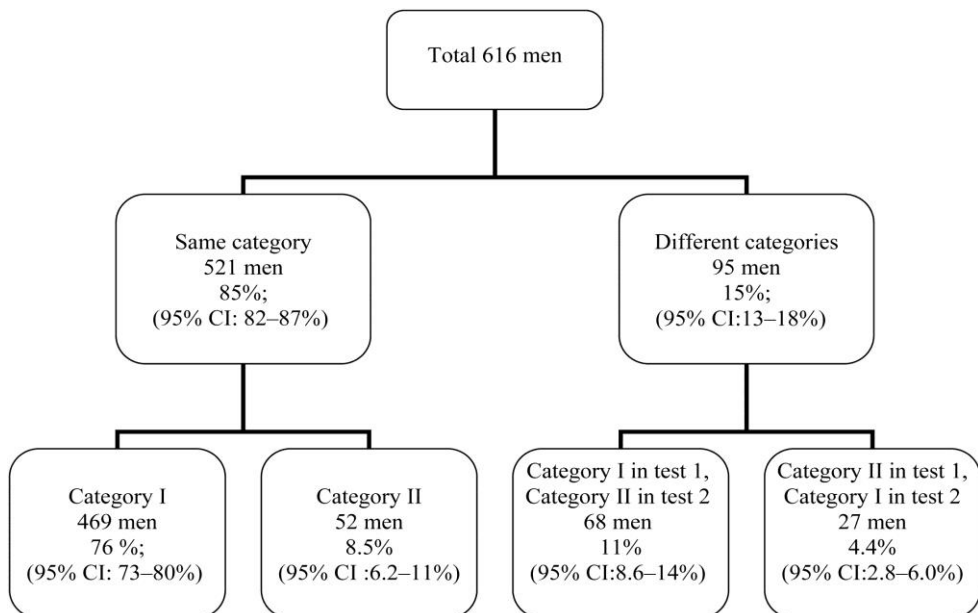 Total 616 men
Same category
521 men
85%;
(95% CI: 82–87%)
Different categories
95 men
15%;
(95% CI:13–18%)
Category I
469 men
76 %;
(95% CI: 73–80%)
Category II
52 men
8.5%
(95% CI :6.2–11%)
Category I in test 1,
Category II in test 2
68 men
11%
(95% CI:8.6–14%)
Category II in test 1,
Category I in test 2
27 men
4.4%
(95% CI:2.8–6.0%)